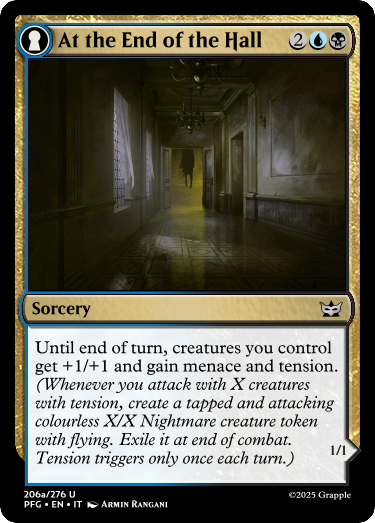 At the End of the Hall 2
Sorcery
Until end of turn, creatures you control
get +1/+1 and gain menace and tension.
(Whenever you attack with X creatures
with tension, create a tapped and attacking
colourless X/X Nightmare creature token
with flying. Exile it at end of combat.
Tension triggers only once each turn.)
1/1
206a/276 U
PFG • EN • IT Armin Rangani
©2025 Grapple